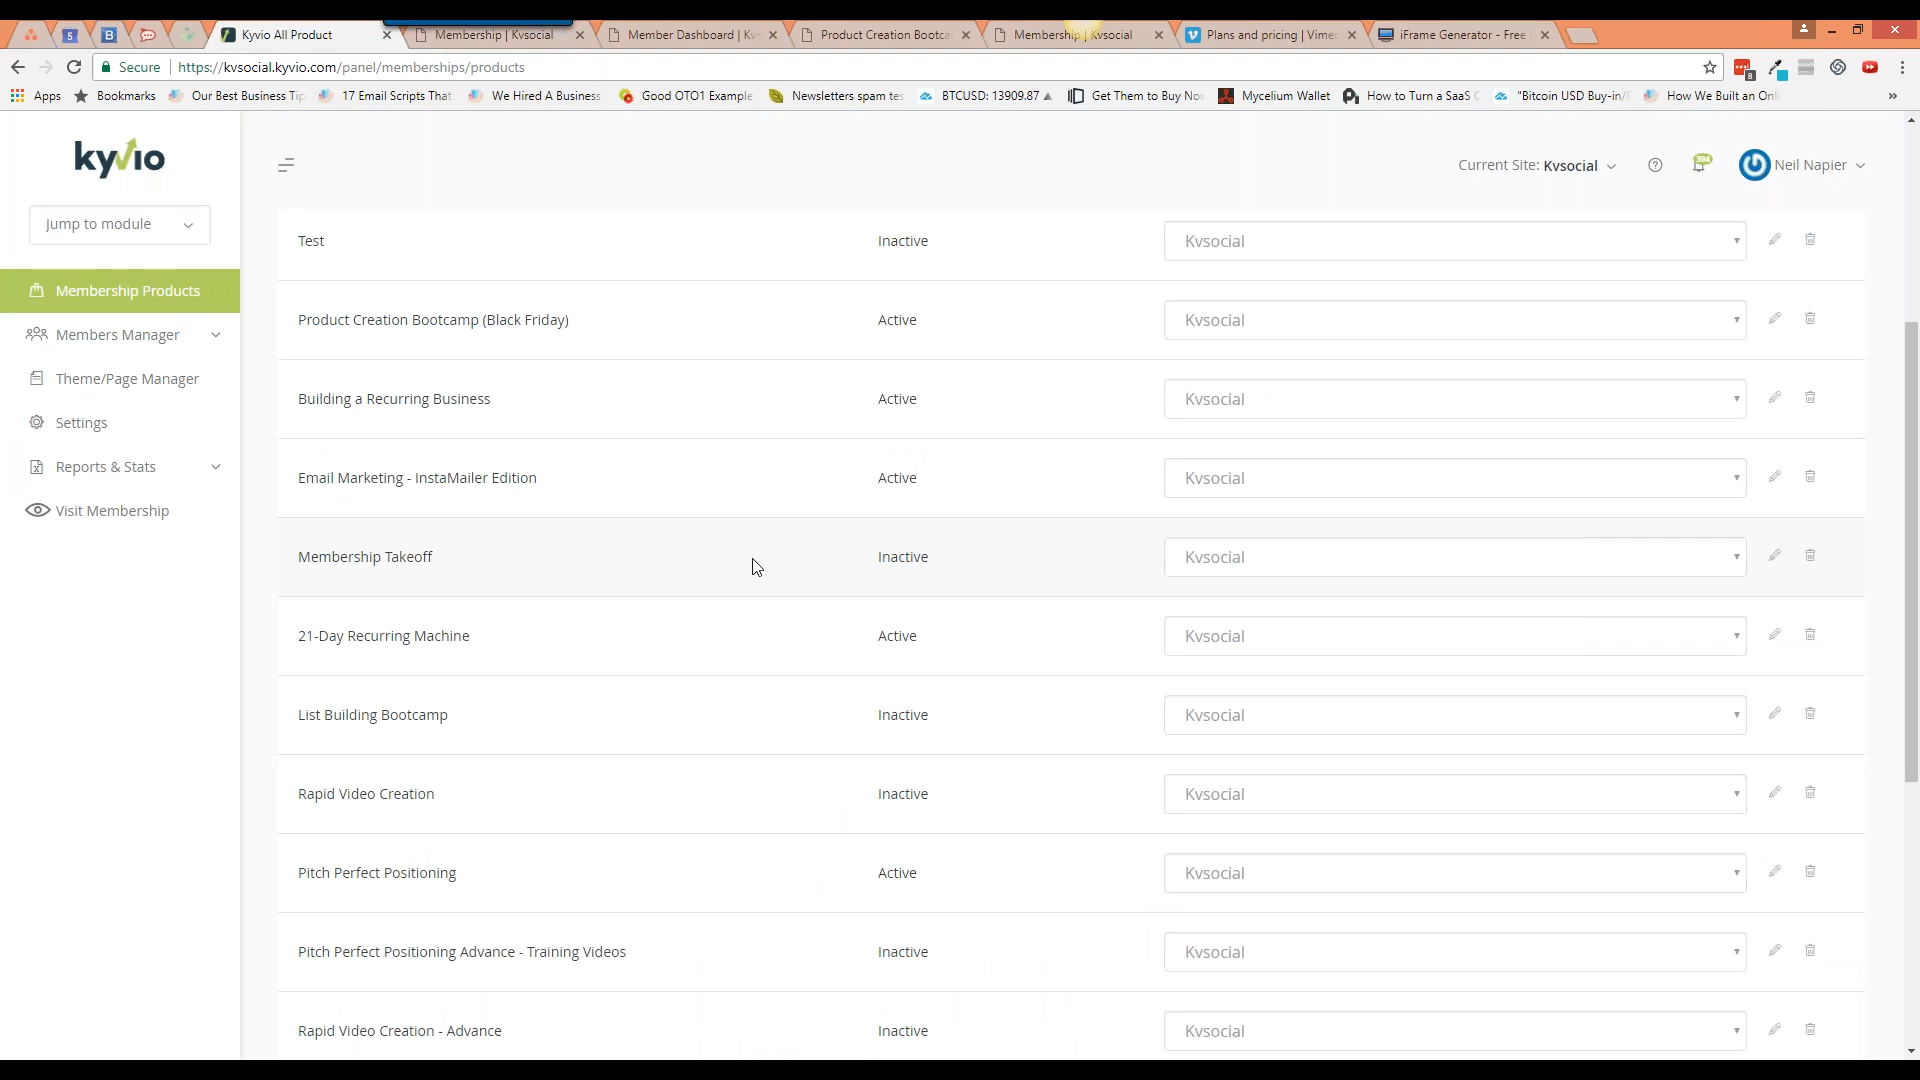 Kyvio All Product
Membership | Kvsocial
Member Dashboard | Kv
Product Creation Bootca
Membership | Kvsocial
Plans and pricing | Vime
iFrame Generator - Free
Secure
https://kvsocial.kyvio.com/panel/memberships/products
8
Apps
Bookmarks
Our Best Business Tip
17 Email Scripts That
We Hired A Business
Good OTO1 Example
Newsletters spam tes
BTCUSD: 13909.87 ▲
Get Them to Buy Now
Mycelium Wallet
How to Turn a SaaS
"Bitcoin USD Buy-in/
How We Built an Onl
»
kyvio
Jump to module
Membership Products
Members Manager
Theme/Page Manager
Settings
Reports & Stats
Visit Membership
Current Site: Kvsocial
394
Neil Napier
Test Inactive Kvsocial
Product Creation Bootcamp (Black Friday) Active Kvsocial
Building a Recurring Business Active Kvsocial
Email Marketing - InstaMailer Edition Active Kvsocial
Membership Takeoff Inactive Kvsocial
21-Day Recurring Machine Active Kvsocial
List Building Bootcamp Inactive Kvsocial
Rapid Video Creation Inactive Kvsocial
Pitch Perfect Positioning Active Kvsocial
Pitch Perfect Positioning Advance - Training Videos Inactive Kvsocial
Rapid Video Creation - Advance Inactive Kvsocial